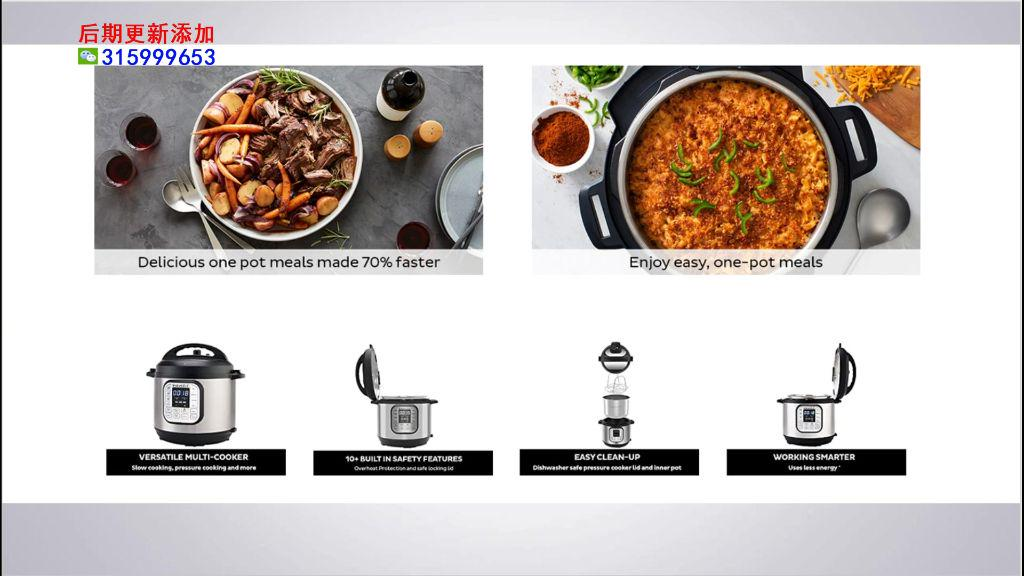 后期更新添加
315999653
Delicious one pot meals made 70% faster
Enjoy easy, one-pot meals
VERSATILE MULTI-COOKER
Slow cooking, pressure cooking and more
10+ BUILT IN SAFETY FEATURES
Overheat Protection and safe locking lid
EASY CLEAN-UP
Dishwasher safe pressure cooker lid and inner pot
WORKING SMARTER
Uses less energy*